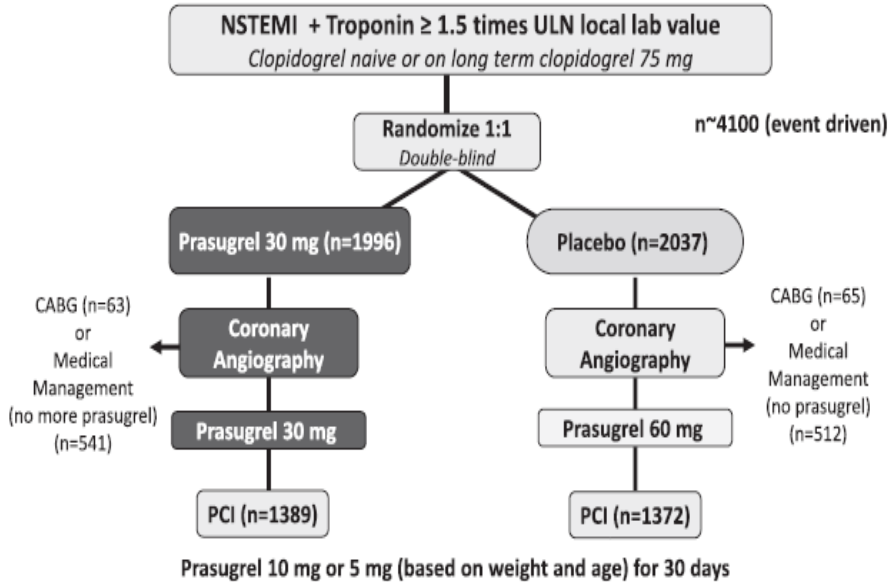 NSTEMI + Troponin ≥ 1.5 times ULN local lab value
Clopidogrel naive or on long term clopidogrel 75 mg
Randomize 1:1
Double-blind
n~4100 (event driven)
Prasugrel 30 mg (n=1996)
Placebo (n=2037)
CABG (n=63)
or
Medical
Management
(no more prasugrel)
(n=541)
Coronary
Angiography
Coronary
Angiography
CABG (n=65)
or
Medical
Management
(no prasugrel)
(n=512)
Prasugrel 30 mg
Prasugrel 60 mg
PCI (n=1389)
PCI (n=1372)
Prasugrel 10 mg or 5 mg (based on weight and age) for 30 days